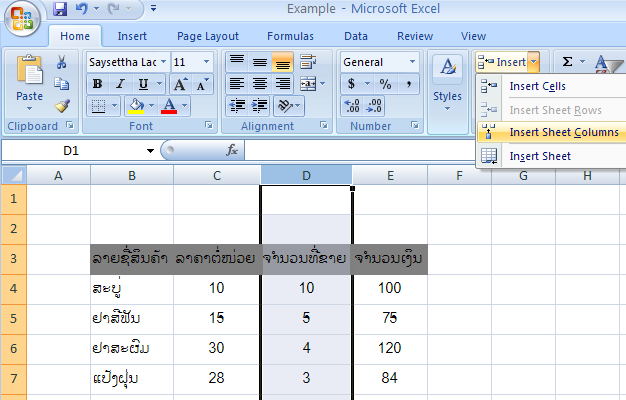 Example - Microsoft Excel
Home Insert Page Layout Formulas Data Review View
Saysettha Lao 11 General Insert Σ
Paste B I U A A $ % , Styles Insert Cells
Insert Sheet Rows
A .0 .00 .00 .0 Insert Sheet Columns
Clipboard Font Alignment Number Insert Sheet
D1 fx
A B C D E F G H
1
2
3 ລາຍຊື່ສິນຄ້າ ລາຄາຕໍ່ໜ່ວຍ ຈຳນວນທີ່ຂາຍ ຈຳນວນເງິນ
4 ສະບູ່ 10 10 100
5 ຢາສີຟັນ 15 5 75
6 ຢາສະຜົມ 30 4 120
7 ແປ້ງຝຸ່ນ 28 3 84